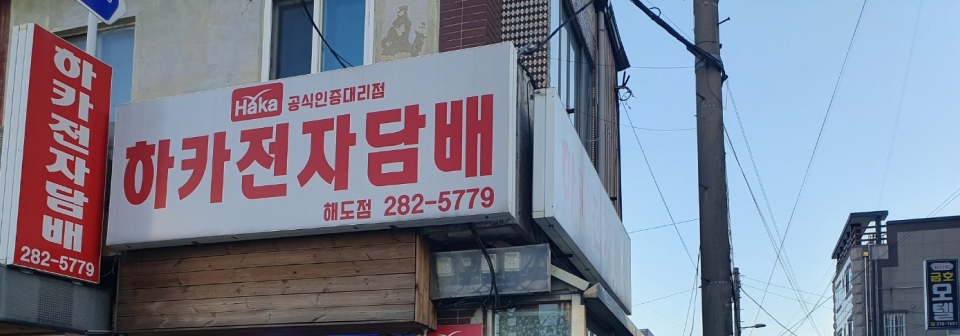 하카전자담배
282-5779
Haka 공식인증대리점
하카전자담배
해도점 282-5779
금호
모텔